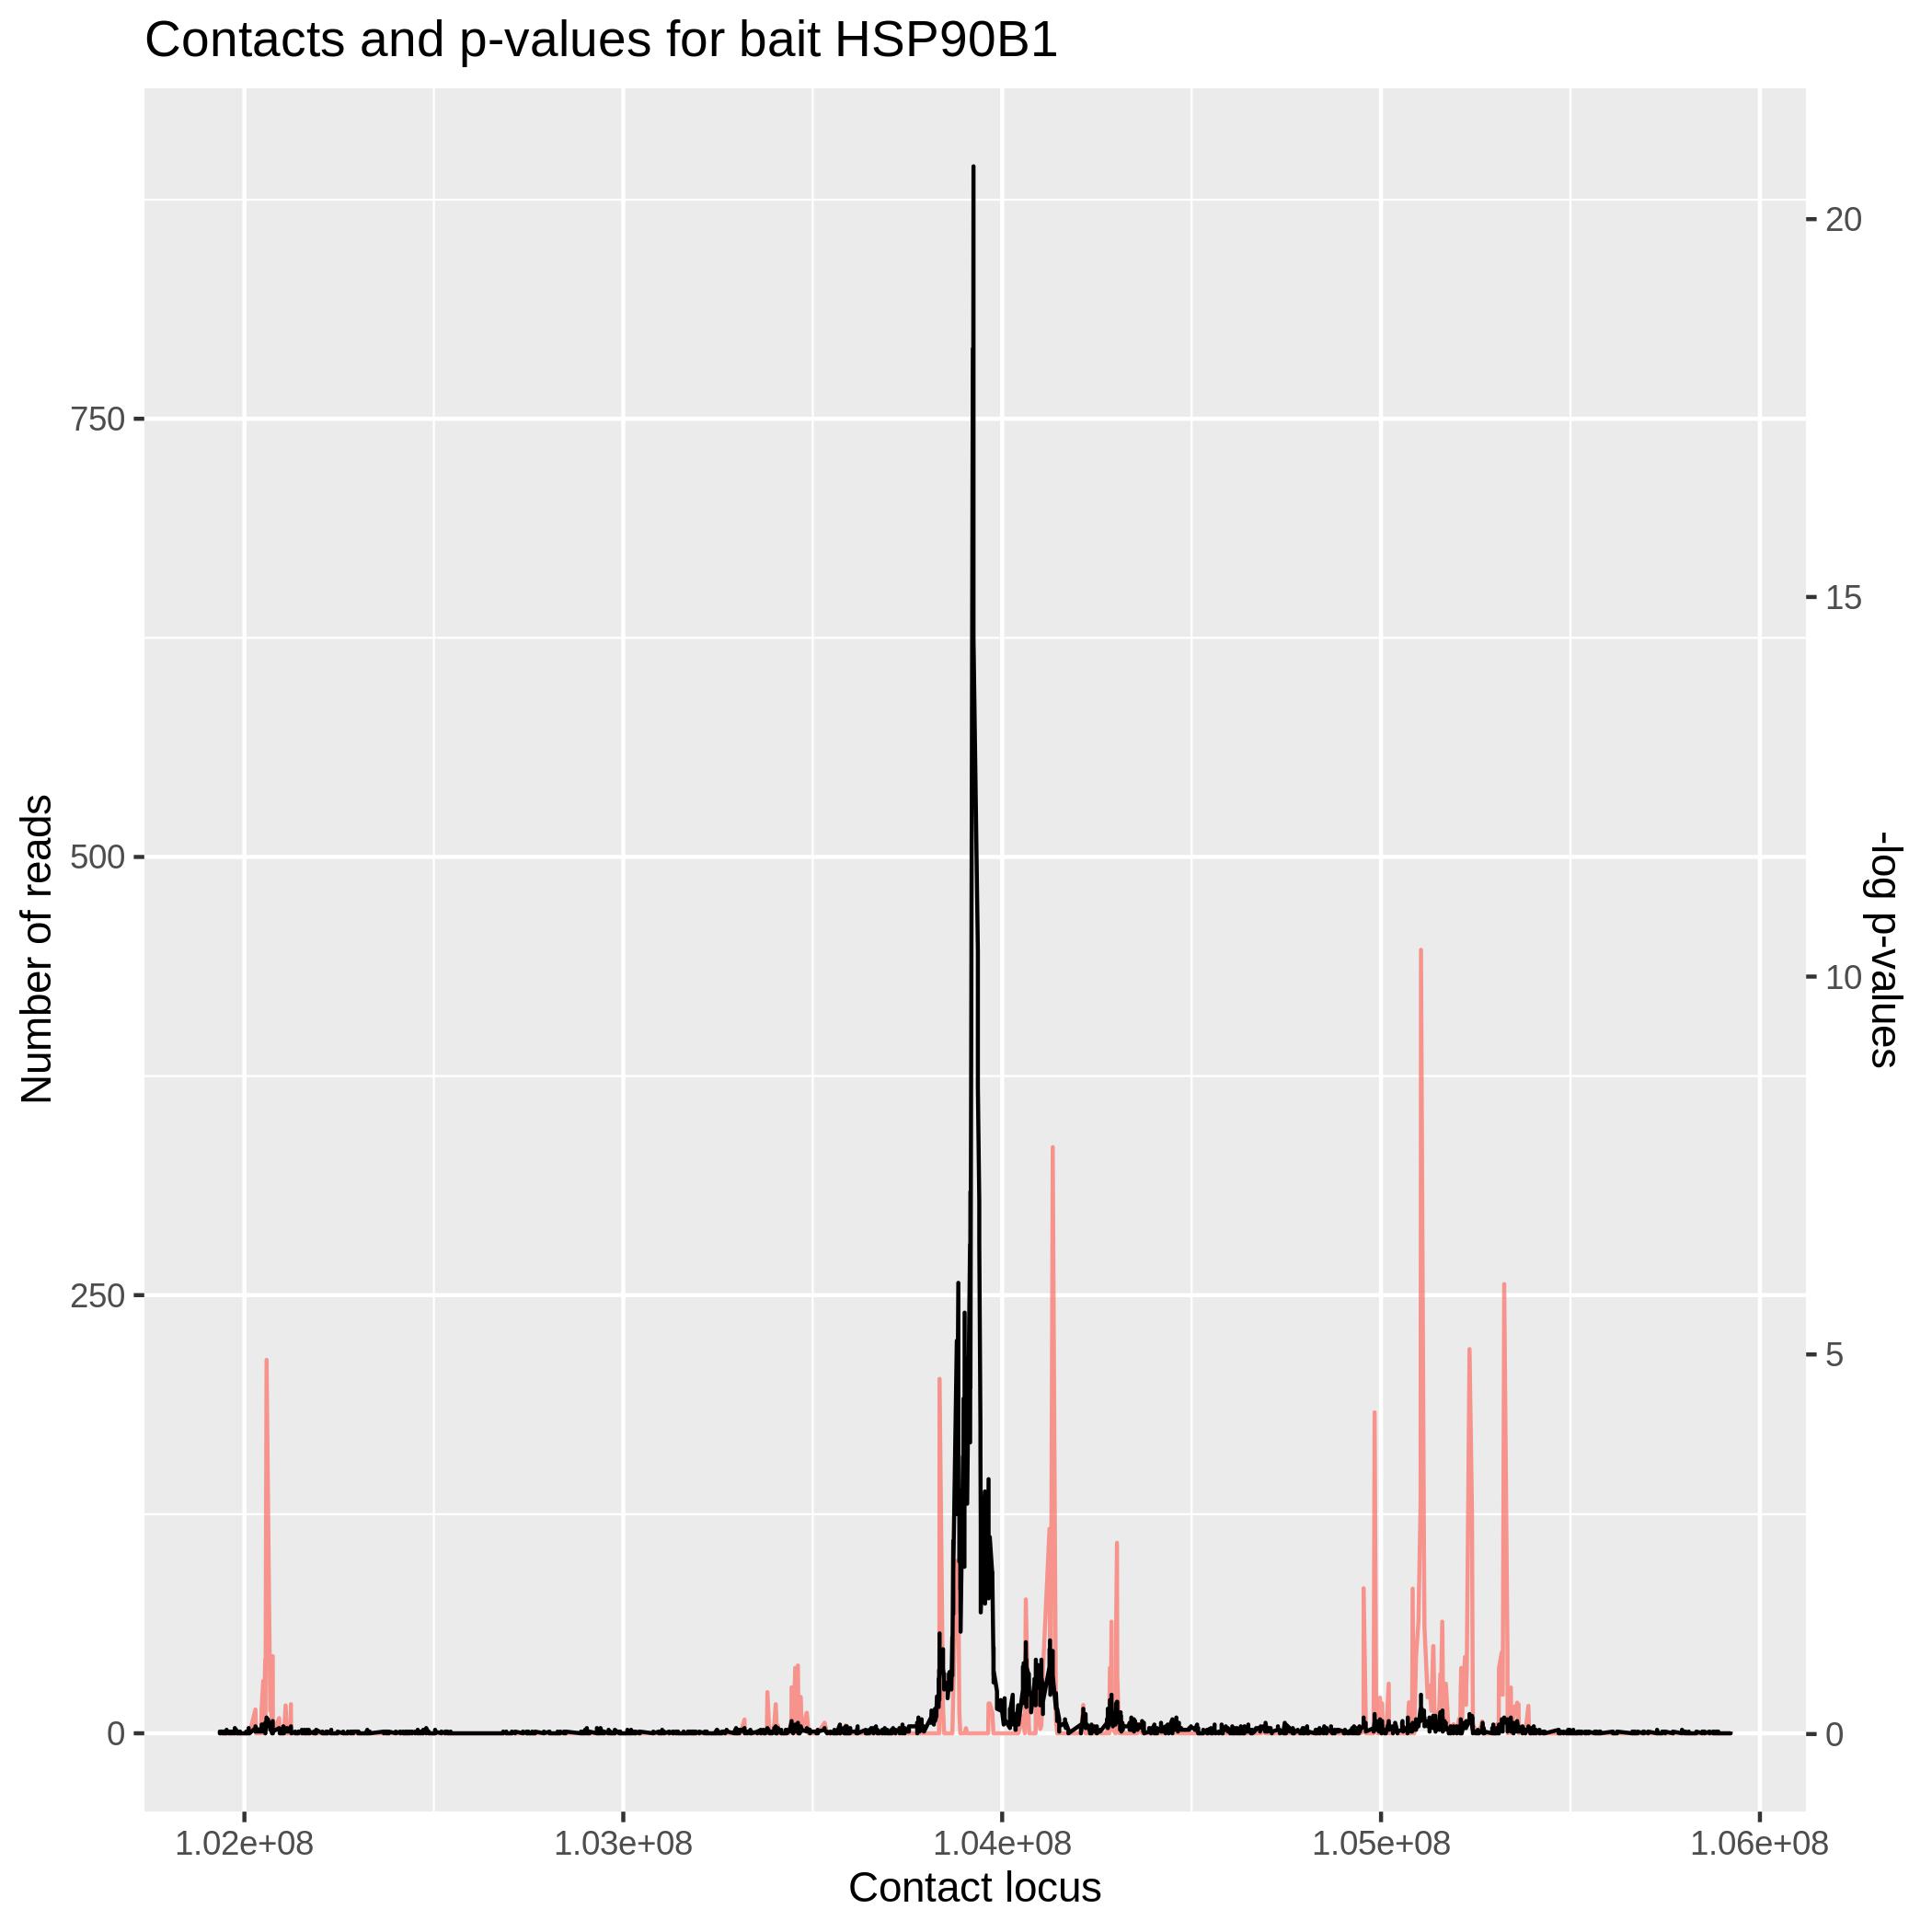 Contacts and p-values for bait HSP90B1
Number of reads
750
500
250
0
20
15
10
5
0
-log p-values
1.02e+08
1.03e+08
1.04e+08
1.05e+08
1.06e+08
Contact locus